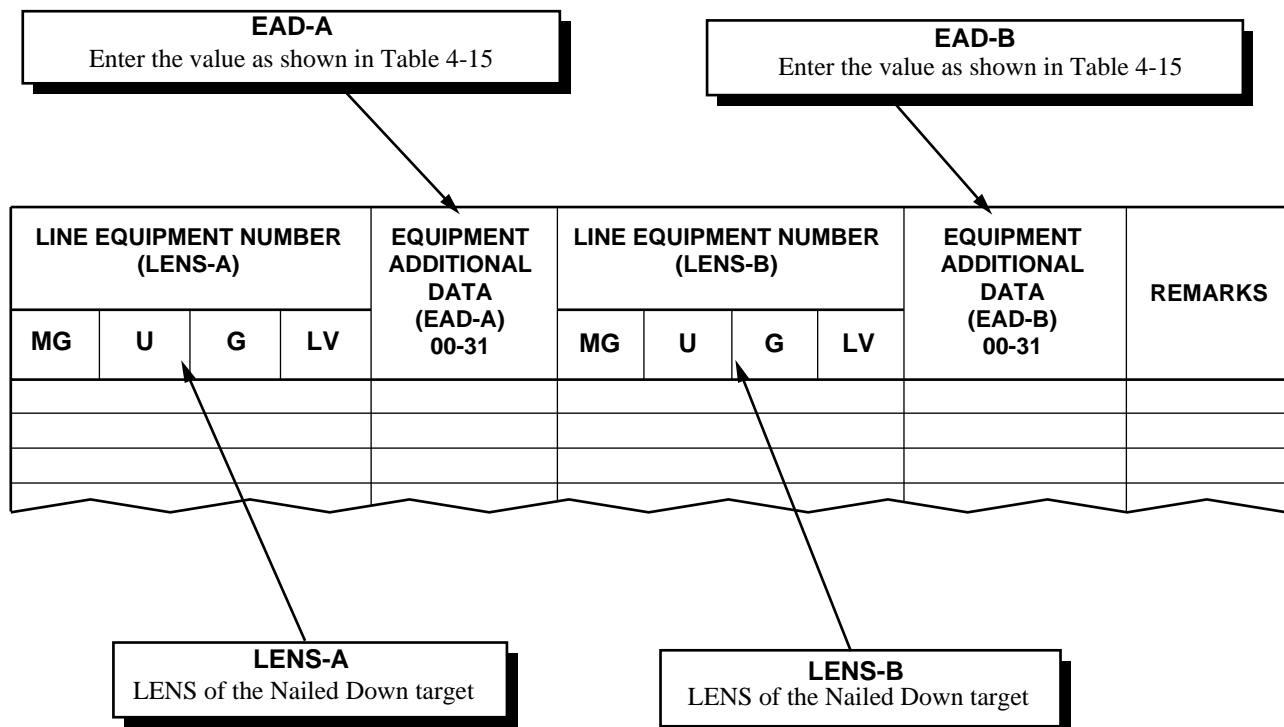 EAD-A
Enter the value as shown in Table 4-15
EAD-B
Enter the value as shown in Table 4-15
LINE EQUIPMENT NUMBER
(LENS-A)
EQUIPMENT
ADDITIONAL
DATA
(EAD-A)
00-31
LINE EQUIPMENT NUMBER
(LENS-B)
EQUIPMENT
ADDITIONAL
DATA
(EAD-B)
00-31
REMARKS
MG U G LV
MG U G LV
LENS-A
LENS of the Nailed Down target
LENS-B
LENS of the Nailed Down target